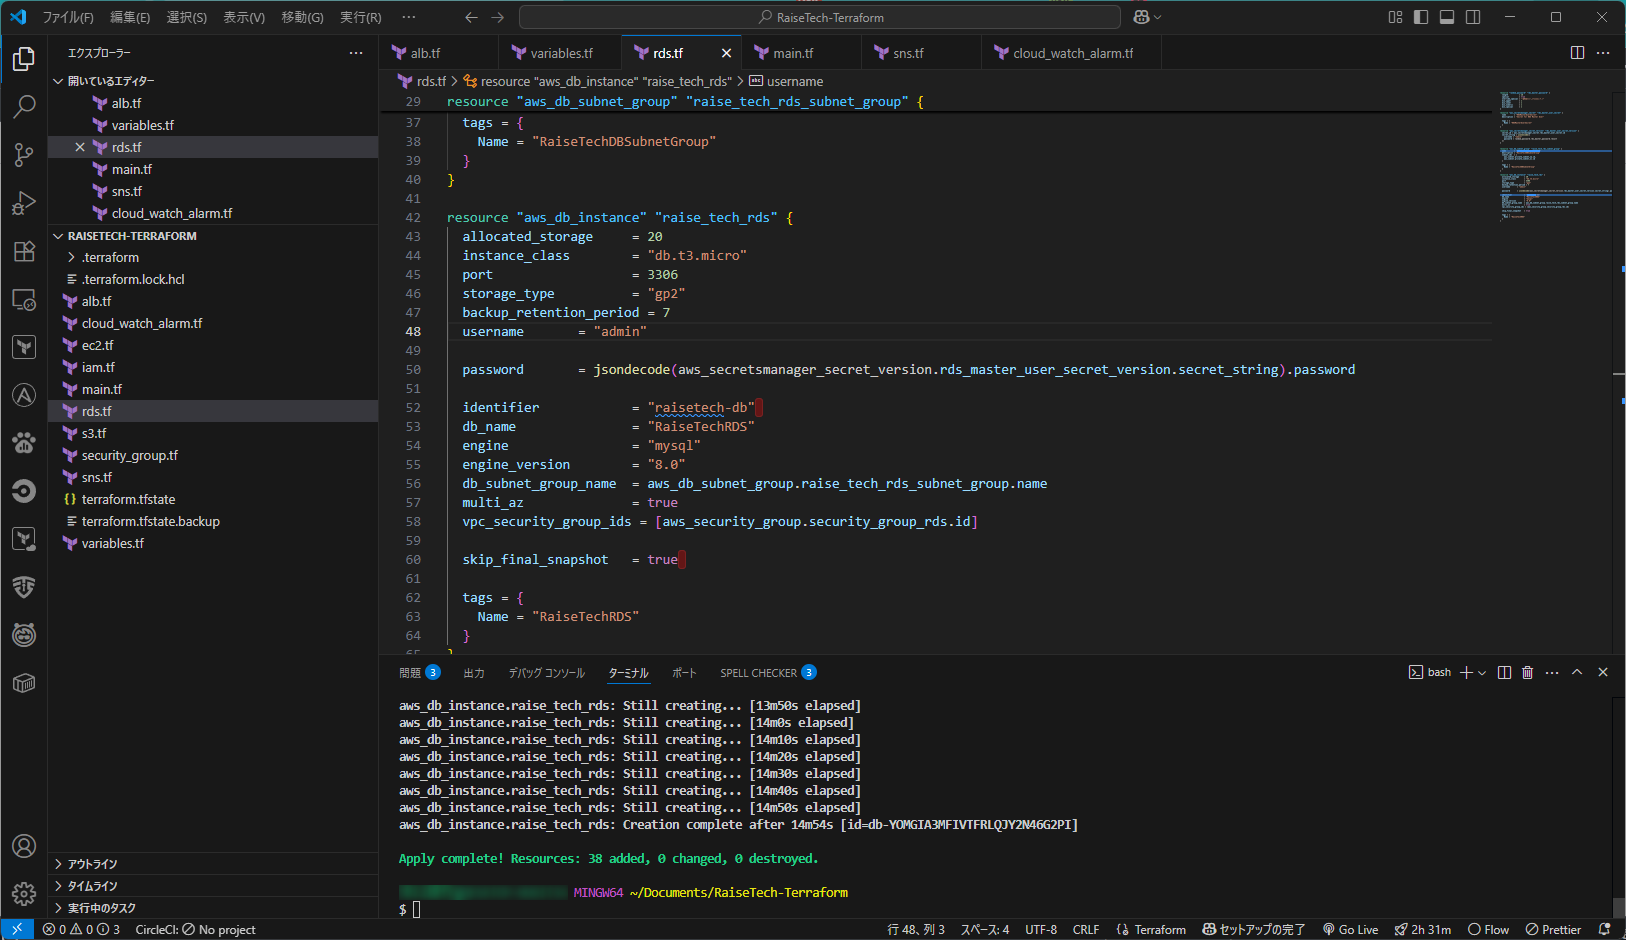 ファイル(F) 編集(E) 選択(S) 表示(V) 移動(G) 実行(R) … RaiseTech-Terraform
エクスプローラー
開いているエディター
alb.tf
variables.tf
rds.tf
main.tf
sns.tf
cloud_watch_alarm.tf
RAISETECH-TERRAFORM
.terraform
.terraform.lock.hcl
alb.tf
cloud_watch_alarm.tf
ec2.tf
iam.tf
main.tf
rds.tf
s3.tf
security_group.tf
sns.tf
{} terraform.tfstate
terraform.tfstate.backup
variables.tf
アウトライン
タイムライン
実行中のタスク
alb.tf variables.tf rds.tf main.tf sns.tf cloud_watch_alarm.tf
rds.tf > resource "aws_db_instance" "raise_tech_rds" > abc username
29 resource "aws_db_subnet_group" "raise_tech_rds_subnet_group" {
37 tags = {
38 Name = "RaiseTechDBSubnetGroup"
39 }
40 }
41
42 resource "aws_db_instance" "raise_tech_rds" {
43 allocated_storage = 20
44 instance_class = "db.t3.micro"
45 port = 3306
46 storage_type = "gp2"
47 backup_retention_period = 7
48 username = "admin"
49
50 password = jsondecode(aws_secretsmanager_secret_version.rds_master_user_secret_version.secret_string).password
51
52 identifier = "raisetech-db"
53 db_name = "RaiseTechRDS"
54 engine = "mysql"
55 engine_version = "8.0"
56 db_subnet_group_name = aws_db_subnet_group.raise_tech_rds_subnet_group.name
57 multi_az = true
58 vpc_security_group_ids = [aws_security_group.security_group_rds.id]
59
60 skip_final_snapshot = true
61
62 tags = {
63 Name = "RaiseTechRDS"
64 }
65 }
問題 3 出力 デバッグ コンソール ターミナル ポート SPELL CHECKER 3 bash
aws_db_instance.raise_tech_rds: Still creating... [13m50s elapsed]
aws_db_instance.raise_tech_rds: Still creating... [14m0s elapsed]
aws_db_instance.raise_tech_rds: Still creating... [14m10s elapsed]
aws_db_instance.raise_tech_rds: Still creating... [14m20s elapsed]
aws_db_instance.raise_tech_rds: Still creating... [14m30s elapsed]
aws_db_instance.raise_tech_rds: Still creating... [14m40s elapsed]
aws_db_instance.raise_tech_rds: Still creating... [14m50s elapsed]
aws_db_instance.raise_tech_rds: Creation complete after 14m54s [id=db-YOMGIA3MFIVTFRLQJY2N46G2PI]
Apply complete! Resources: 38 added, 0 changed, 0 destroyed.
MINGW64 ~/Documents/RaiseTech-Terraform
$
0 0 3 CircleCI: No project 行 48、列 3 スペース: 4 UTF-8 CRLF Terraform セットアップの完了 Go Live 2h 31m Flow Prettier